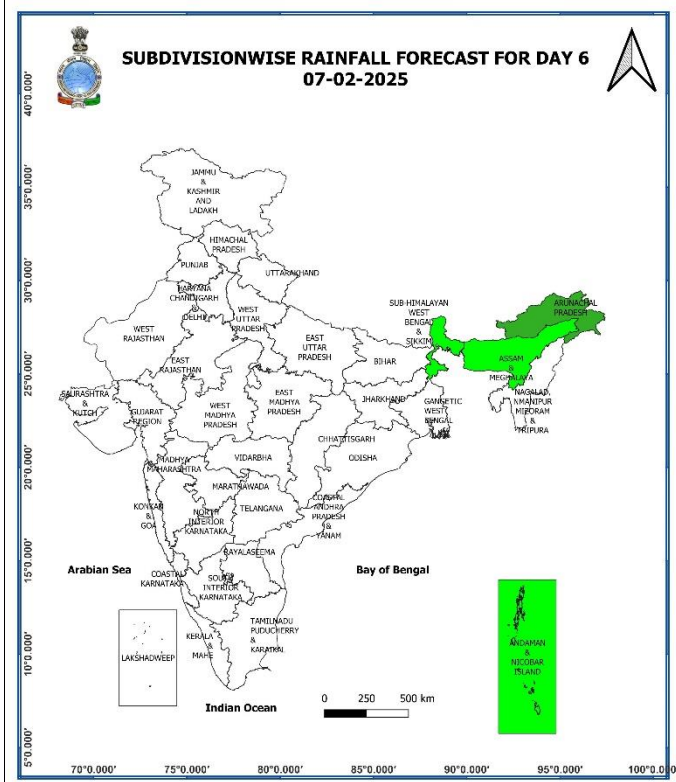 SUBDIVISIONWISE RAINFALL FORECAST FOR DAY 6
07-02-2025
40°0.000'
35°0.000'
30°0.000'
25°0.000'
20°0.000'
15°0.000'
10°0.000'
5°0.000'
JAMMU
&
KASHMIR
AND
LADAKH
HIMACHAL
PRADESH
PUNJAB
UTTARAKHAND
HARYANA
CHANDIGARH
&
DELHI
WEST
UTTAR
PRADESH
WEST
RAJASTHAN
EAST
UTTAR
PRADESH
SUB-HIMALAYAN
WEST
BENGAL
&
SIKKIM
ARUNACHAL
PRADESH
BIHAR
EAST
RAJASTHAN
ASSAM
&
MEGHALAYA
SAURASHTRA
&
KUTCH
GUJARAT
REGION
WEST
MADHYA
PRADESH
EAST
MADHYA
PRADESH
JHARKHAND
GANGETIC
WEST
BENGAL
NAGALAD,
NMANIPUR
MIZORAM
&
TRIPURA
CHHATTISGARH
ODISHA
MADHYA
MAHARASHTRA
VIDARBHA
MARATHAWADA
TELANGANA
KONKAN
&
GOA
NORTH
INTERIOR
KARNATAKA
COASTAL
ANDHRA
PRADESH
&
YANAM
RAYALASEEMA
Arabian Sea
COASTAL
KARNATAKA
SOUTH
INTERIOR
KARNATAKA
Bay of Bengal
LAKSHADWEEP
KERALA
&
MAHE
TAMILNADU
PUDUCHERRY
&
KARAIKAL
ANDAMAN
&
NICOBAR
ISLAND
Indian Ocean
0 250 500 km
70°0.000' 75°0.000' 80°0.000' 85°0.000' 90°0.000' 95°0.000' 100°0.000'